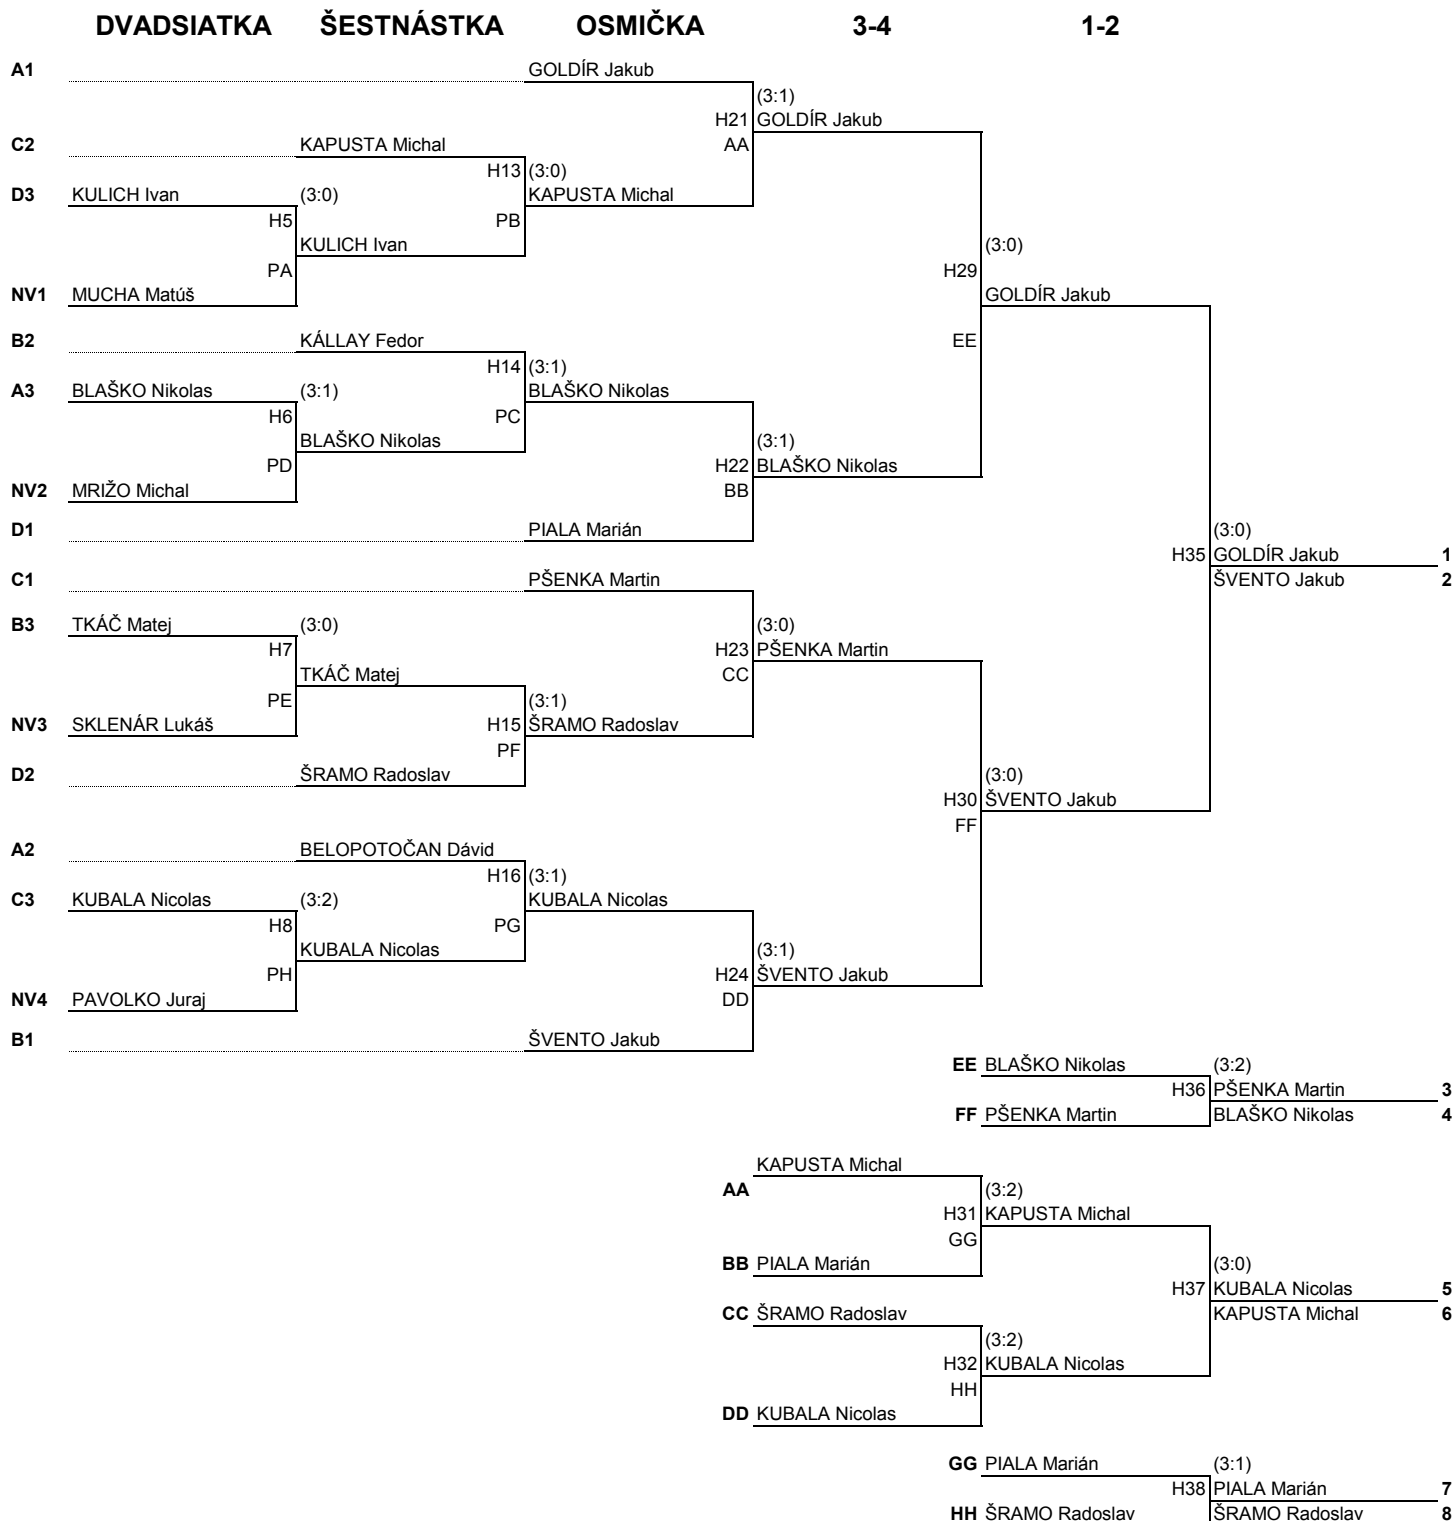 DVADSIATKA ŠESTNÁSTKA OSMIČKA 3-4 1-2
A1 GOLDÍR Jakub
(3:1)
H21 GOLDÍR Jakub
C2 KAPUSTA Michal AA
H13 (3:0)
D3 KULICH Ivan (3:0) KAPUSTA Michal
H5 PB
KULICH Ivan (3:0)
PA H29
NV1 MUCHA Matúš GOLDÍR Jakub
B2 KÁLLAY Fedor EE
H14 (3:1)
A3 BLAŠKO Nikolas (3:1) BLAŠKO Nikolas
H6 PC
BLAŠKO Nikolas (3:1)
PD H22 BLAŠKO Nikolas
NV2 MRIŽO Michal BB
D1 PIALA Marián (3:0)
H35 GOLDÍR Jakub 1
C1 PŠENKA Martin ŠVENTO Jakub 2
B3 TKÁČ Matej (3:0) (3:0)
H7 H23 PŠENKA Martin
TKÁČ Matej CC
PE (3:1)
NV3 SKLENÁR Lukáš H15 ŠRAMO Radoslav
PF
D2 ŠRAMO Radoslav (3:0)
H30 ŠVENTO Jakub
FF
A2 BELOPOTOČAN Dávid
H16 (3:1)
C3 KUBALA Nicolas (3:2) KUBALA Nicolas
H8 PG
KUBALA Nicolas (3:1)
PH H24 ŠVENTO Jakub
NV4 PAVOLKO Juraj DD
B1 ŠVENTO Jakub
EE BLAŠKO Nikolas (3:2)
H36 PŠENKA Martin 3
FF PŠENKA Martin BLAŠKO Nikolas 4
KAPUSTA Michal
AA (3:2)
H31 KAPUSTA Michal
GG
BB PIALA Marián (3:0)
H37 KUBALA Nicolas 5
CC ŠRAMO Radoslav KAPUSTA Michal 6
(3:2)
H32 KUBALA Nicolas
HH
DD KUBALA Nicolas
GG PIALA Marián (3:1)
H38 PIALA Marián 7
HH ŠRAMO Radoslav ŠRAMO Radoslav 8